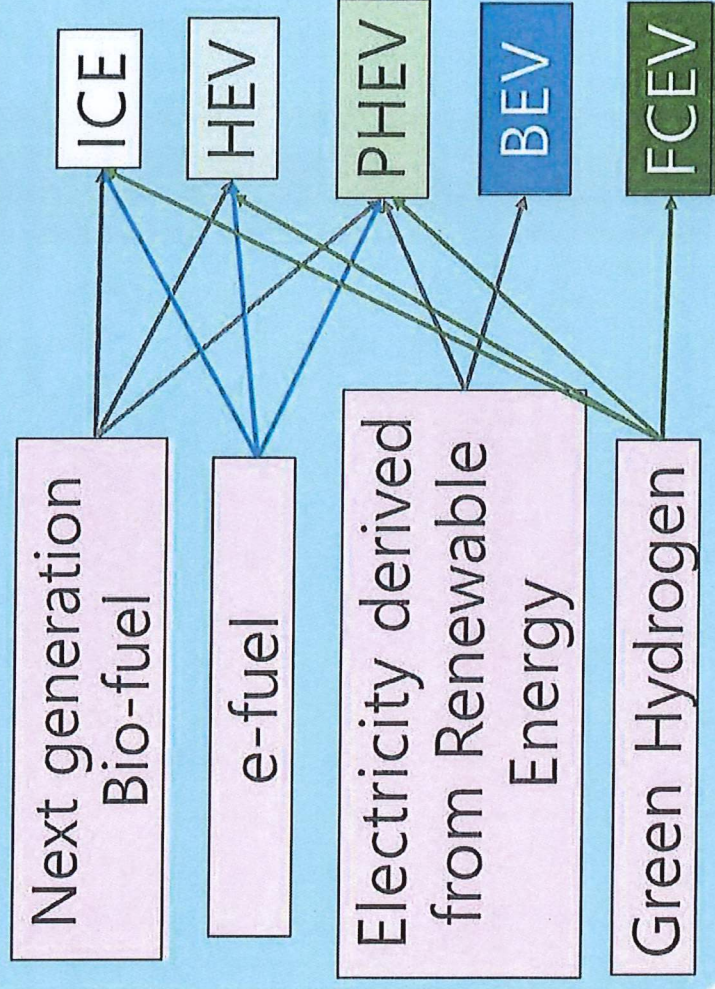 Next generation
Bio-fuel
e-fuel
Electricity derived
from Renewable
Energy
Green Hydrogen
ICE
HEV
PHEV
BEV
FCEV